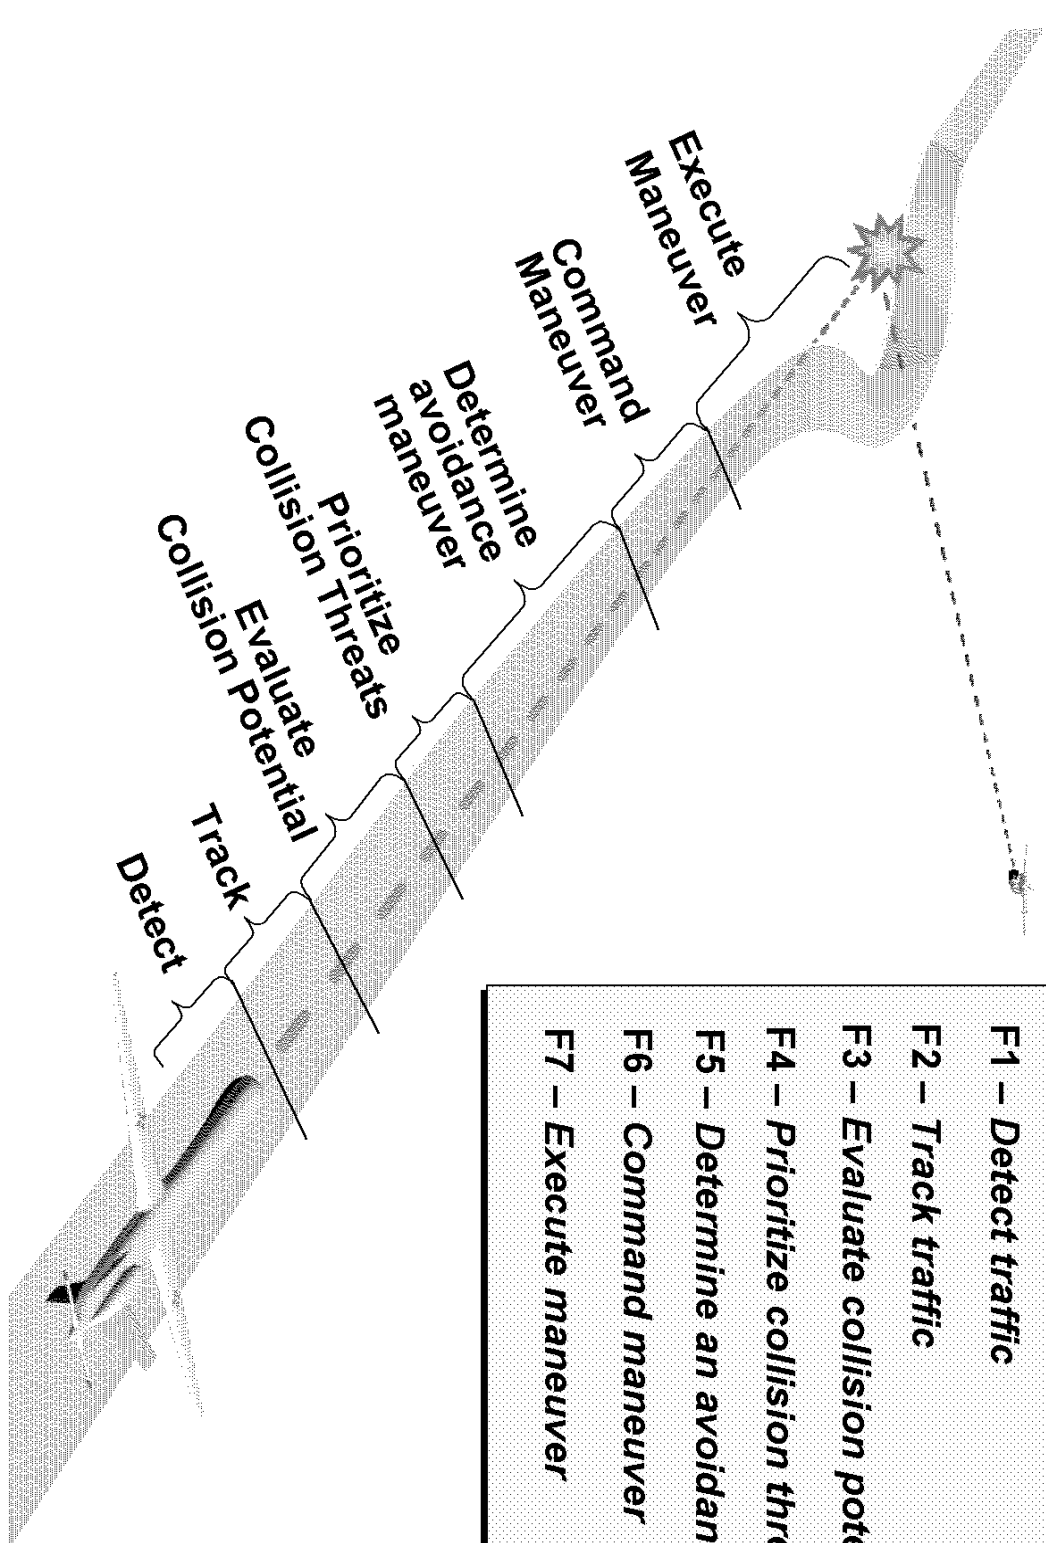 Execute
Maneuver
Command
Maneuver
Determine
avoidance
maneuver
Prioritize
Collision Threats
Evaluate
Collision Potential
Track
Detect
F1 – Detect traffic
F2 – Track traffic
F3 – Evaluate collision pote
F4 – Prioritize collision thre
F5 – Determine an avoidan
F6 – Command maneuver
F7 – Execute maneuver